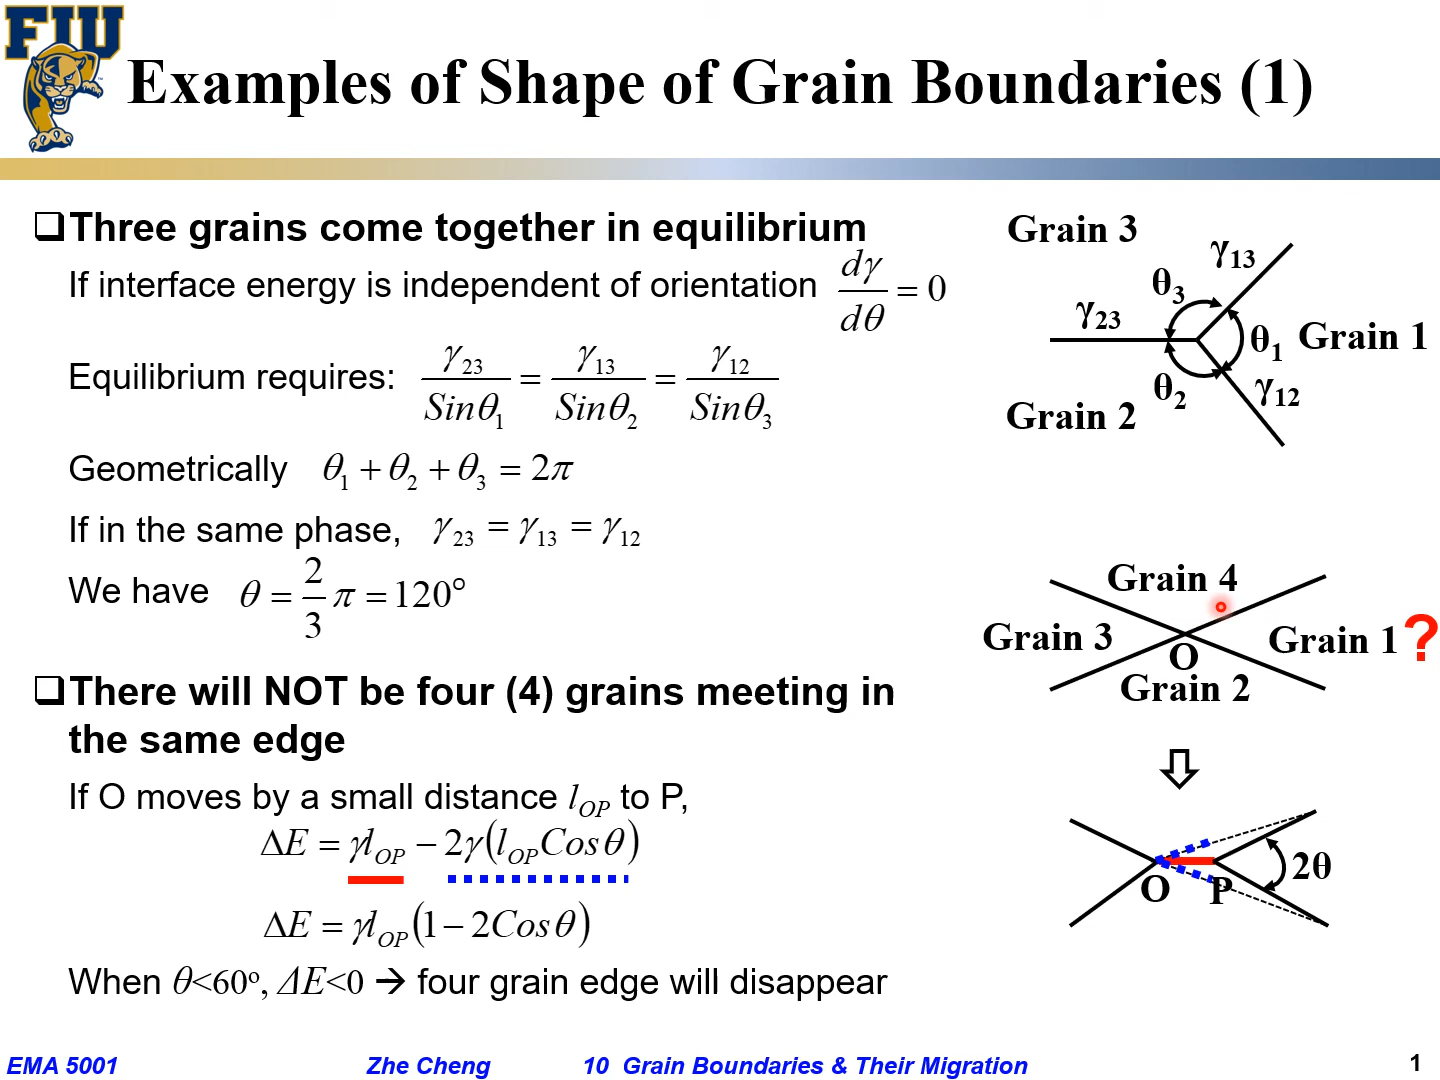 FIU
Examples of Shape of Grain Boundaries (1)
❑Three grains come together in equilibrium
If interface energy is independent of orientation dγ/dθ = 0
Equilibrium requires: γ23/Sinθ1 = γ13/Sinθ2 = γ12/Sinθ3
Geometrically θ1 + θ2 + θ3 = 2π
If in the same phase, γ23 = γ13 = γ12
We have θ = 2/3 π = 120°
❑There will NOT be four (4) grains meeting in
the same edge
If O moves by a small distance lOP to P,
ΔE = γlOP − 2γ(lOPCosθ)
ΔE = γlOP(1 − 2Cosθ)
When θ<60º, ΔE<0 → four grain edge will disappear
Grain 3
γ13
θ3
γ23
θ1 Grain 1
θ2
γ12
Grain 2
Grain 4
Grain 3
Grain 1 ?
O
Grain 2
2θ
O
P
EMA 5001
Zhe Cheng
10 Grain Boundaries & Their Migration
1